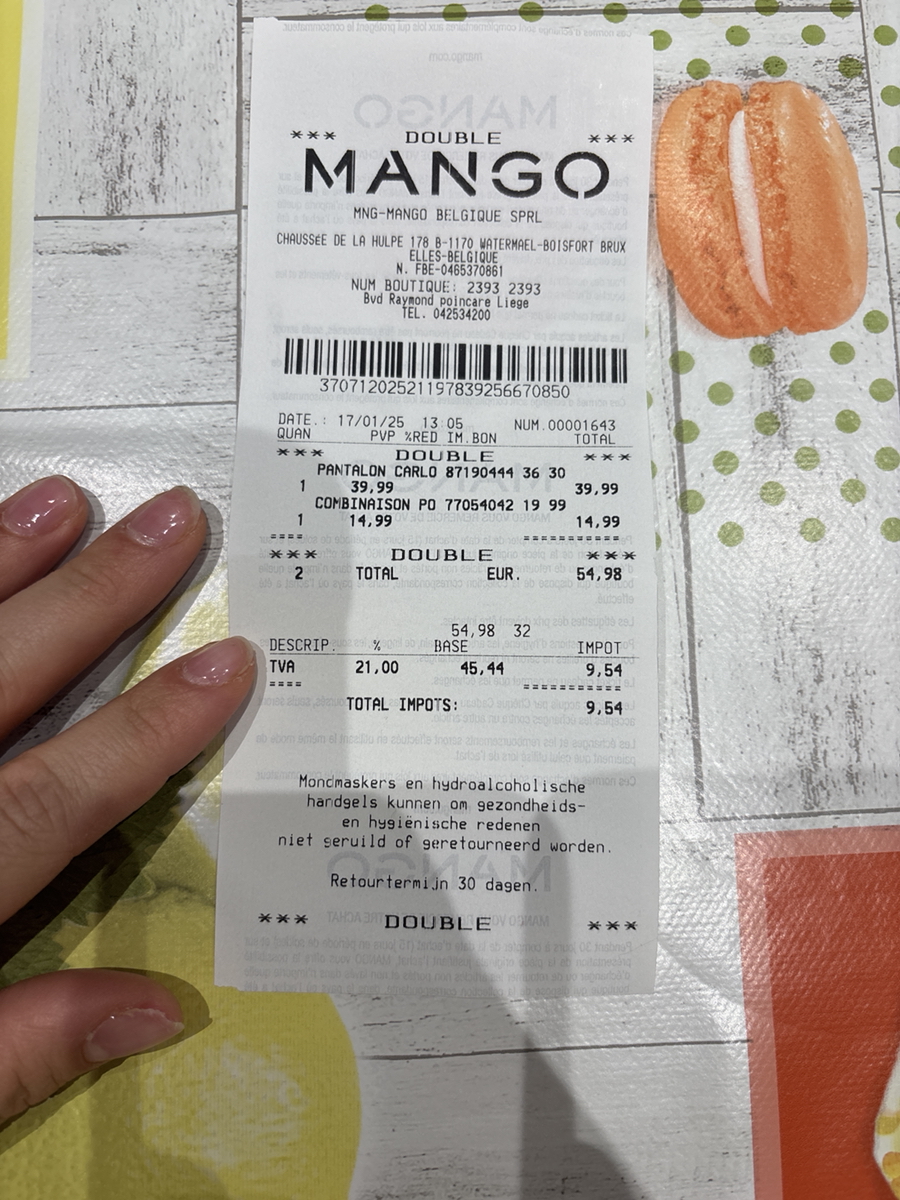 *** DOUBLE ***
MANGO
MNG-MANGO BELGIQUE SPRL
CHAUSSéE DE LA HULPE 178 B-1170 WATERMAEL-BOISFORT BRUX
ELLES-BELGIQUE
N. FBE-0465370861
NUM BOUTIQUE: 2393 2393
Bvd Raymond poincare Liege
TEL. 042534200
37071202521197839256670850
DATE.: 17/01/25 13:05 NUM.00001643
QUAN PVP %RED IM.BON TOTAL
*** DOUBLE ***
PANTALON CARLO 87190444 36 30
1 39,99 39,99
COMBINAISON PO 77054042 19 99
1 14,99 14,99
==== ===========
*** DOUBLE ***
2 TOTAL EUR. 54,98
54,98 32
DESCRIP. % BASE IMPOT
TVA 21,00 45,44 9,54
==== ===========
TOTAL IMPOTS: 9,54
Mondmaskers en hydroalcoholische
handgels kunnen om gezondheids-
en hygiënische redenen
niet geruild of geretourneerd worden.
Retourtermijn 30 dagen.
*** DOUBLE ***